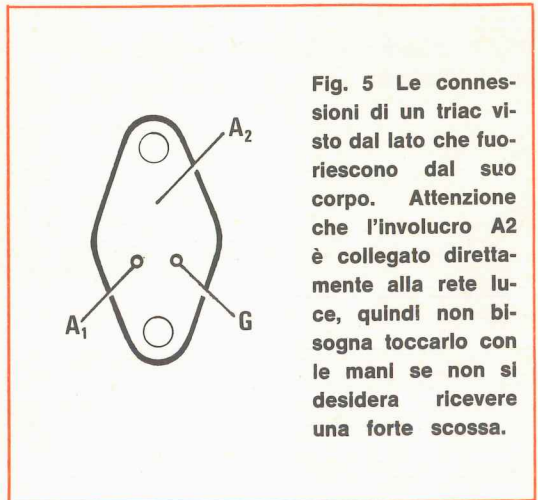 A2
A1
G
Fig. 5 Le connes-
sioni di un triac vi-
sto dal lato che fuo-
riescono dal suo
corpo. Attenzione
che l'involucro A2
è collegato diretta-
mente alla rete lu-
ce, quindi non bi-
sogna toccarlo con
le mani se non si
desidera ricevere
una forte scossa.